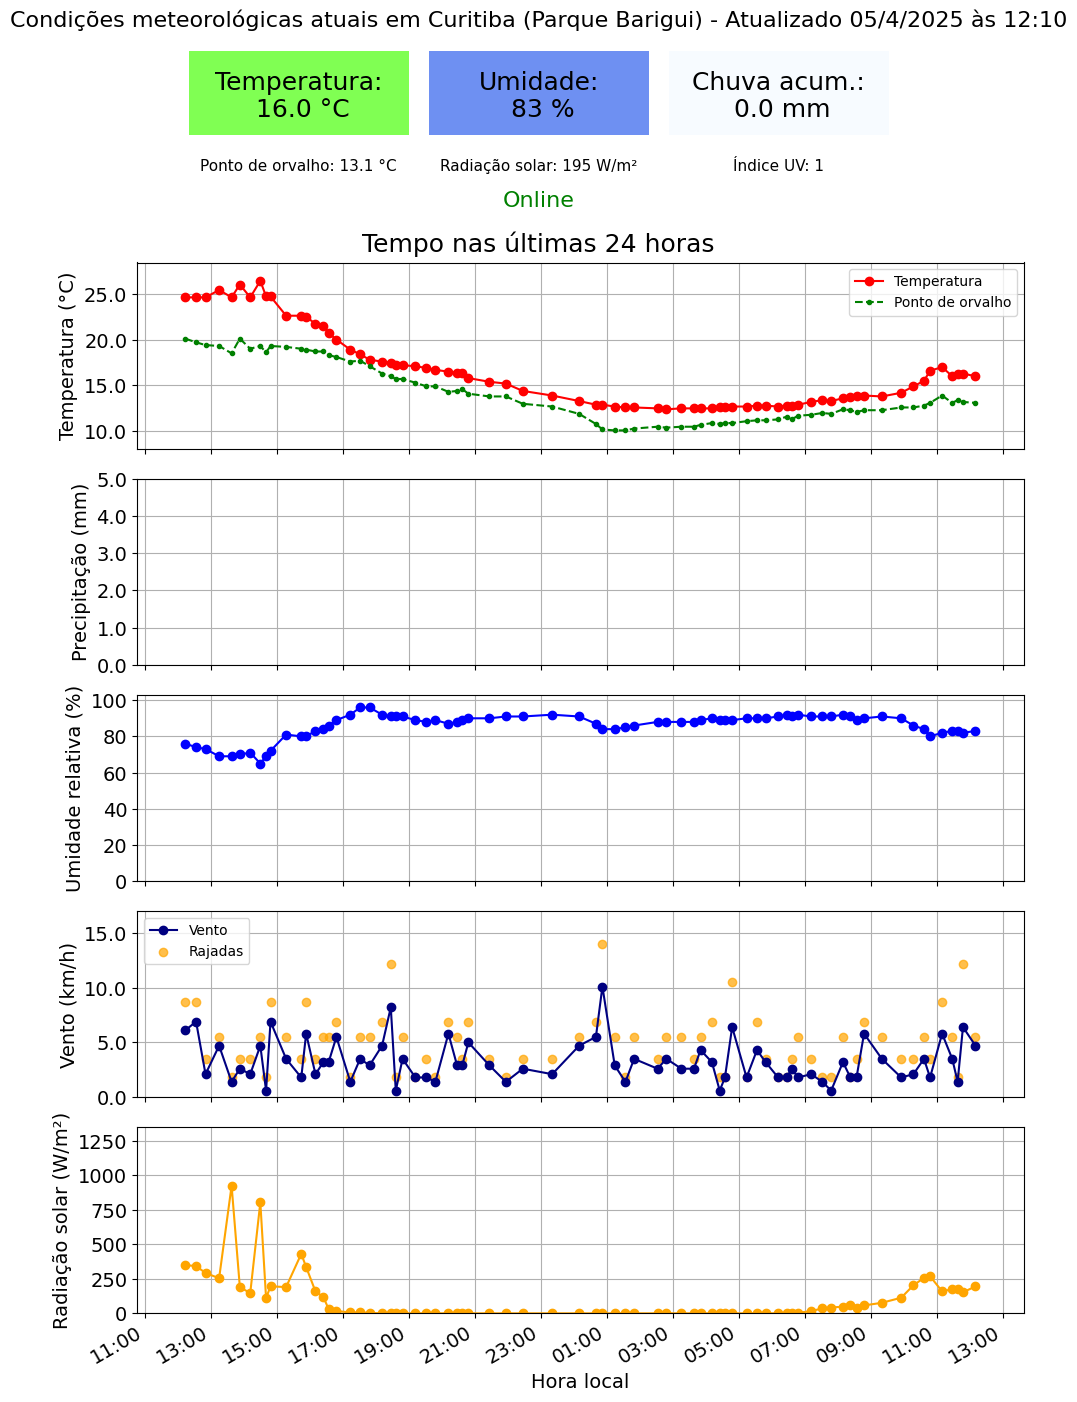 Condições meteorológicas atuais em Curitiba (Parque Barigui) - Atualizado 05/4/2025 às 12:10
Temperatura:
16.0 °C
Umidade:
83 %
Chuva acum.:
0.0 mm
Ponto de orvalho: 13.1 °C
Radiação solar: 195 W/m²
Índice UV: 1
Online
Tempo nas últimas 24 horas
Temperatura (°C)
25.0
20.0
15.0
10.0
Temperatura
Ponto de orvalho
Precipitação (mm)
5.0
4.0
3.0
2.0
1.0
0.0
Umidade relativa (%)
100
80
60
40
20
0
Vento (km/h)
15.0
10.0
5.0
0.0
Vento
Rajadas
Radiação solar (W/m²)
1250
1000
750
500
250
0
11:00
13:00
15:00
17:00
19:00
21:00
23:00
01:00
03:00
05:00
07:00
09:00
11:00
13:00
Hora local